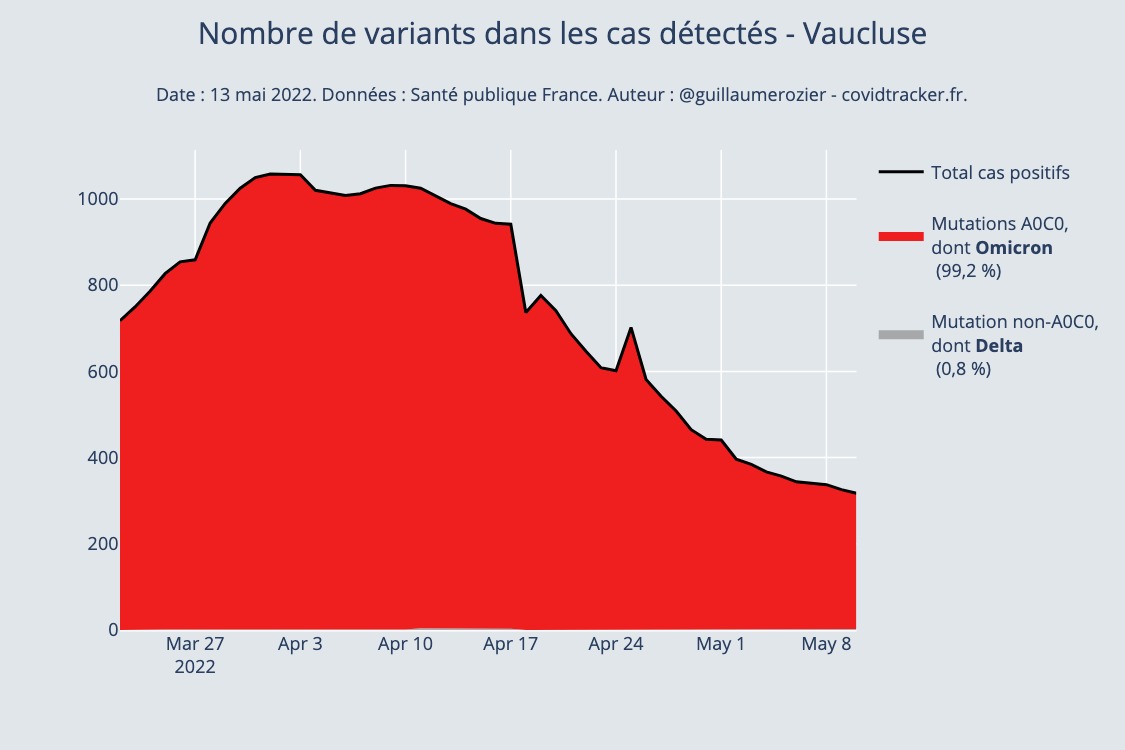 Nombre de variants dans les cas détectés - Vaucluse
Date : 13 mai 2022. Données : Santé publique France. Auteur : @guillaumerozier - covidtracker.fr.
1000
800
600
400
200
0
Mar 27
2022
Apr 3
Apr 10
Apr 17
Apr 24
May 1
May 8
Total cas positifs
Mutations A0C0,
dont Omicron
(99,2 %)
Mutation non-A0C0,
dont Delta
(0,8 %)